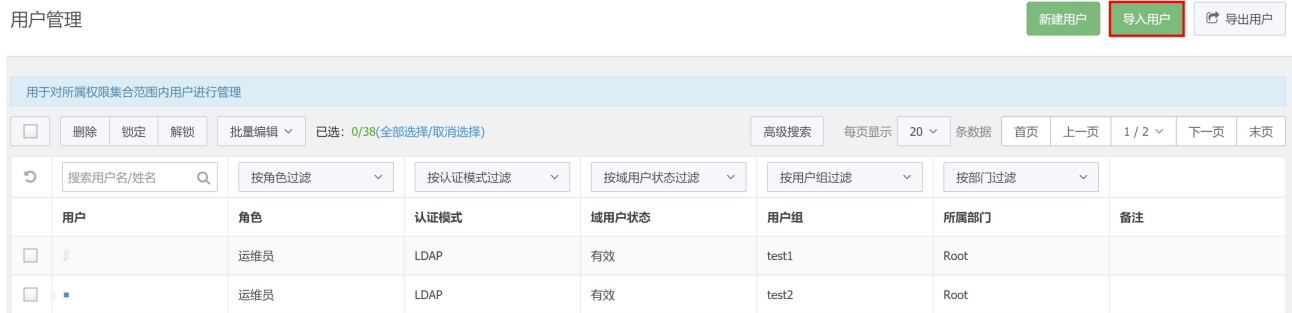 用户管理 新建用户 导入用户 导出用户
用于对所属权限集合范围内用户进行管理
删除 锁定 解锁 批量编辑 已选：0/38(全部选择/取消选择) 高级搜索 每页显示 20 条数据 首页 上一页 1 / 2 下一页 末页
搜索用户名/姓名 按角色过滤 按认证模式过滤 按域用户状态过滤 按用户组过滤 按部门过滤
用户 角色 认证模式 域用户状态 用户组 所属部门 备注
运维员 LDAP 有效 test1 Root
运维员 LDAP 有效 test2 Root